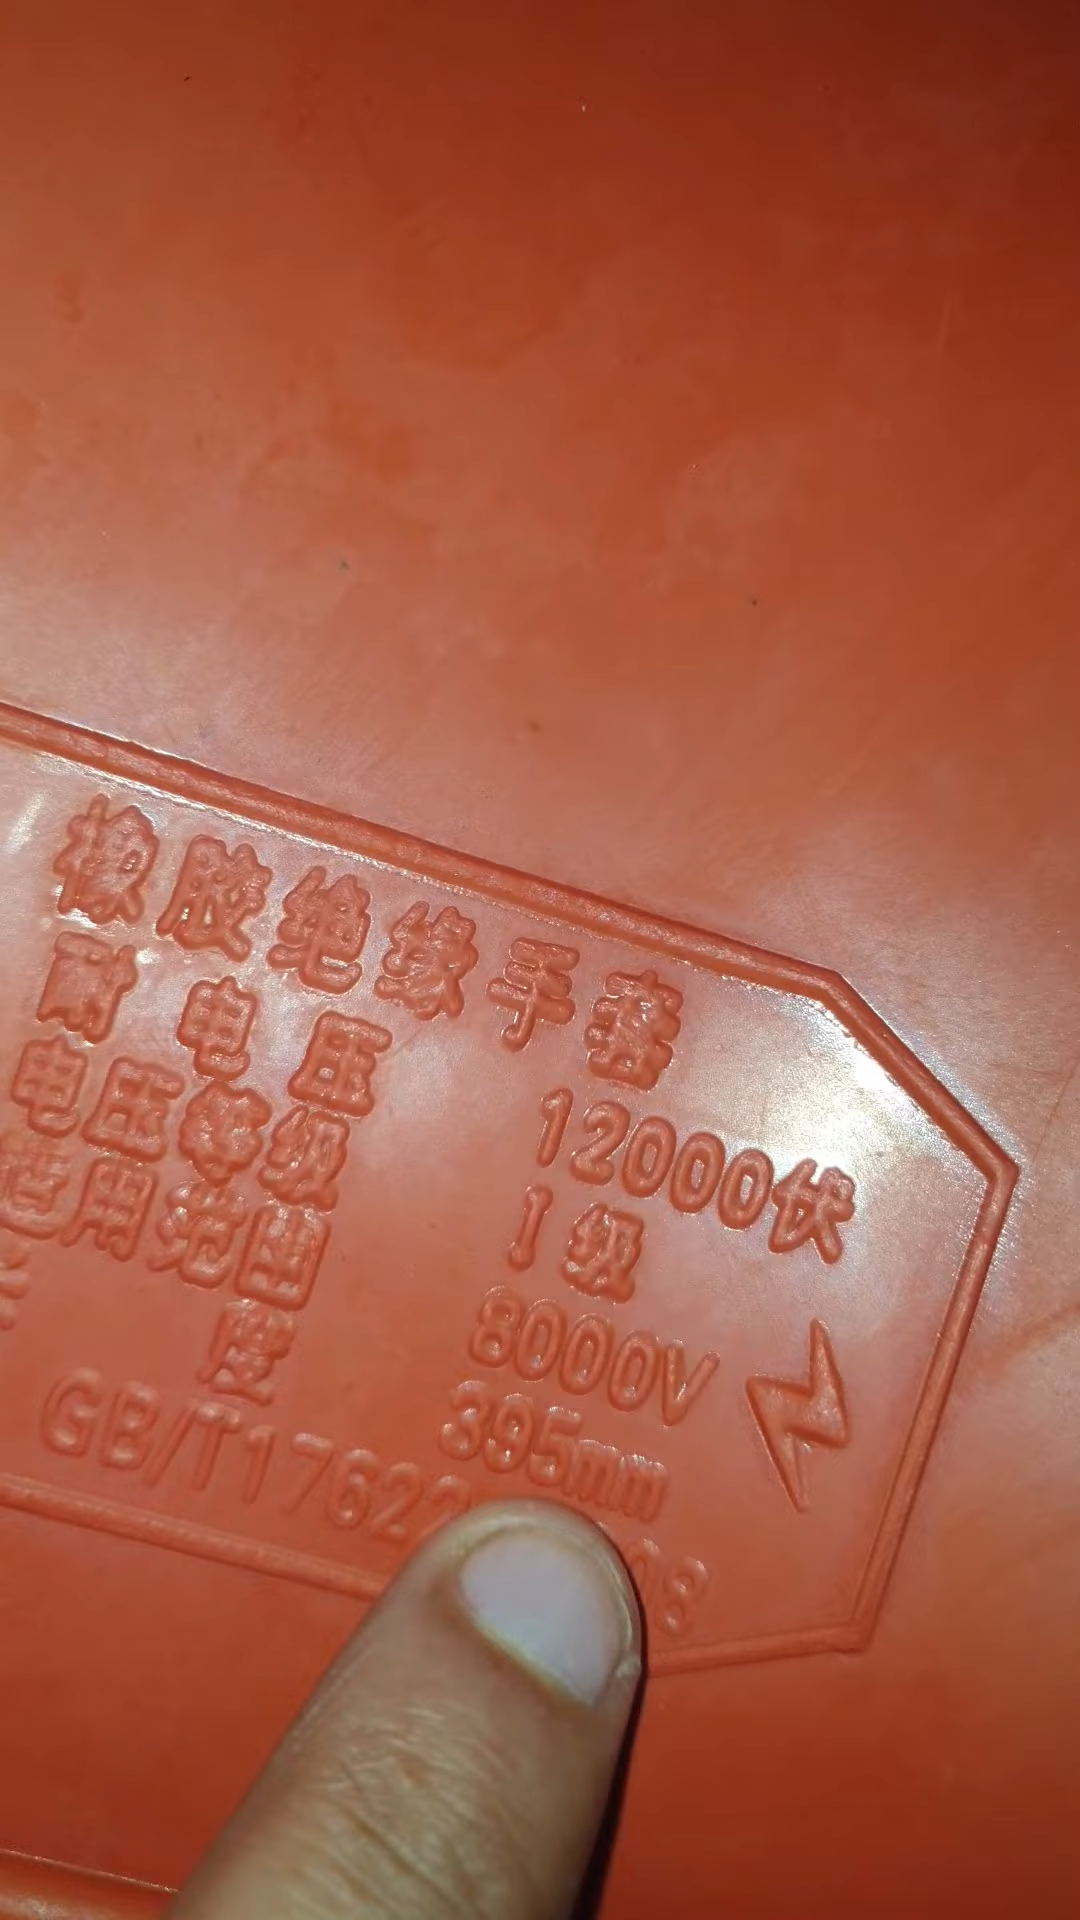 橡胶绝缘手套
耐电压 12000伏
电压等级 I级
适用范围 8000V
度 395mm
GB/T17622 18